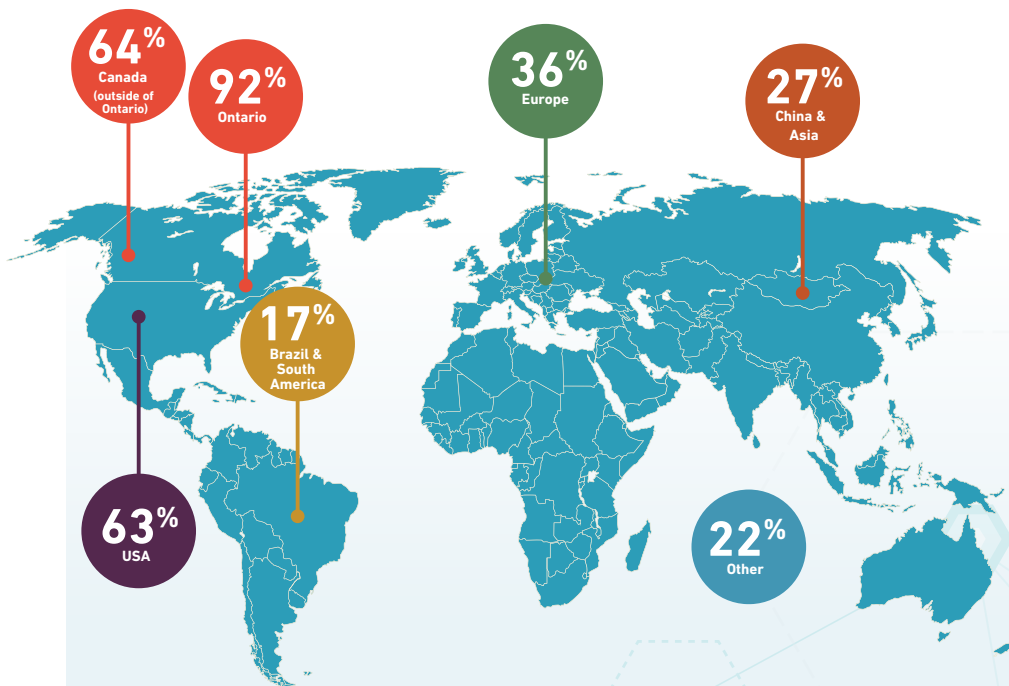 64%
Canada
(outside of
Ontario)
92%
Ontario
36%
Europe
27%
China &
Asia
17%
Brazil &
South
America
63%
USA
22%
Other